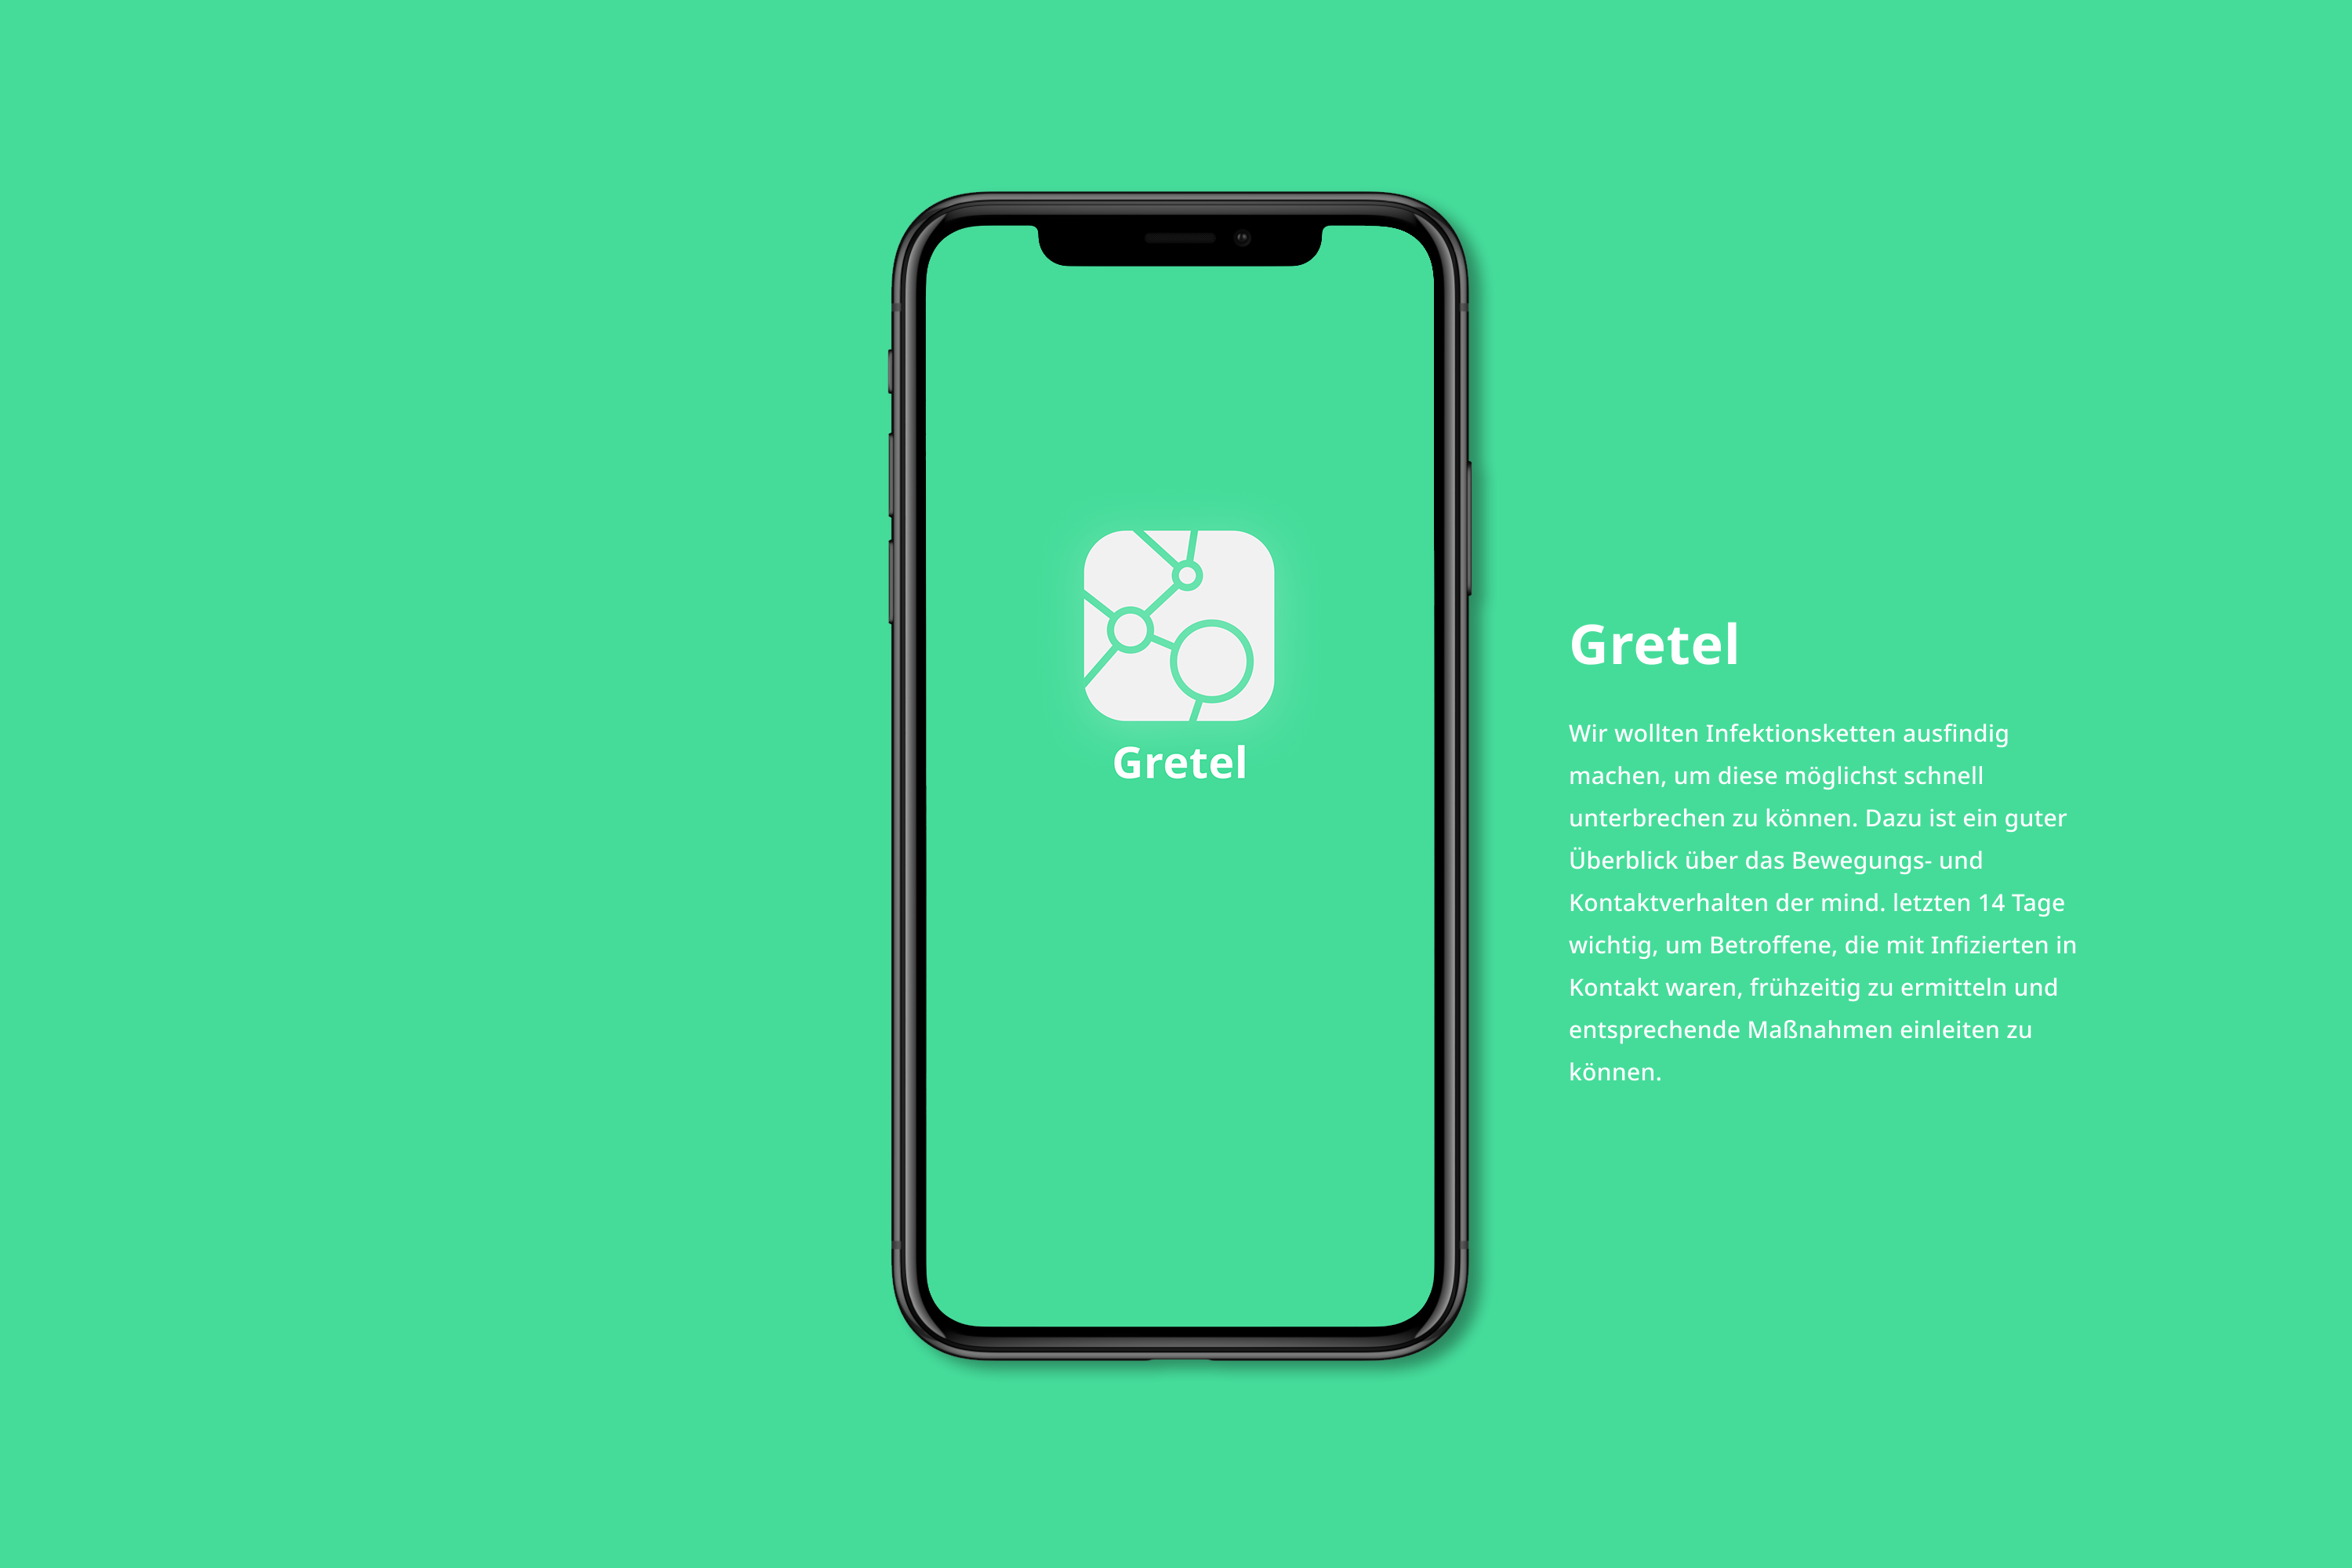 Gretel
Gretel
Wir wollten Infektionsketten ausfindig
machen, um diese möglichst schnell
unterbrechen zu können. Dazu ist ein guter
Überblick über das Bewegungs- und
Kontaktverhalten der mind. letzten 14 Tage
wichtig, um Betroffene, die mit Infizierten in
Kontakt waren, frühzeitig zu ermitteln und
entsprechende Maßnahmen einleiten zu
können.